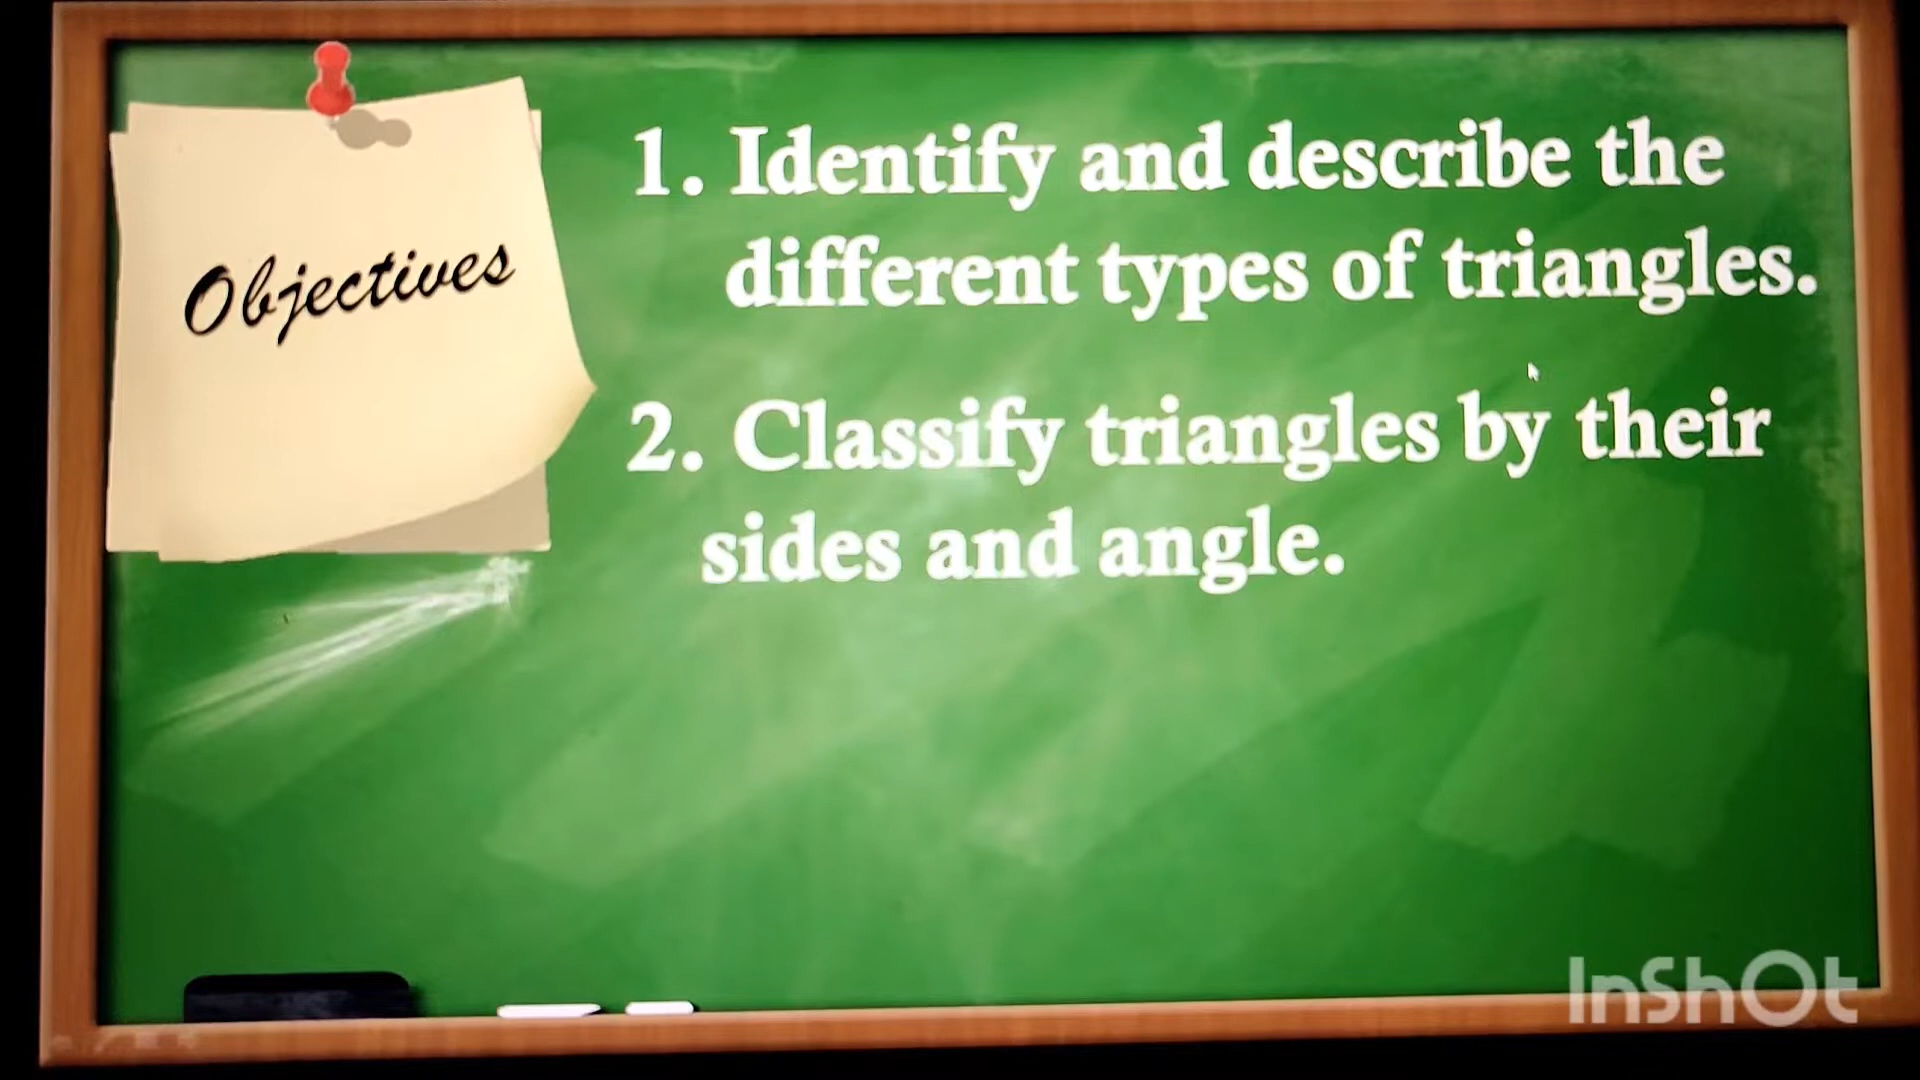 Objectives
1. Identify and describe the
different types of triangles.
2. Classify triangles by their
sides and angle.
InShOt